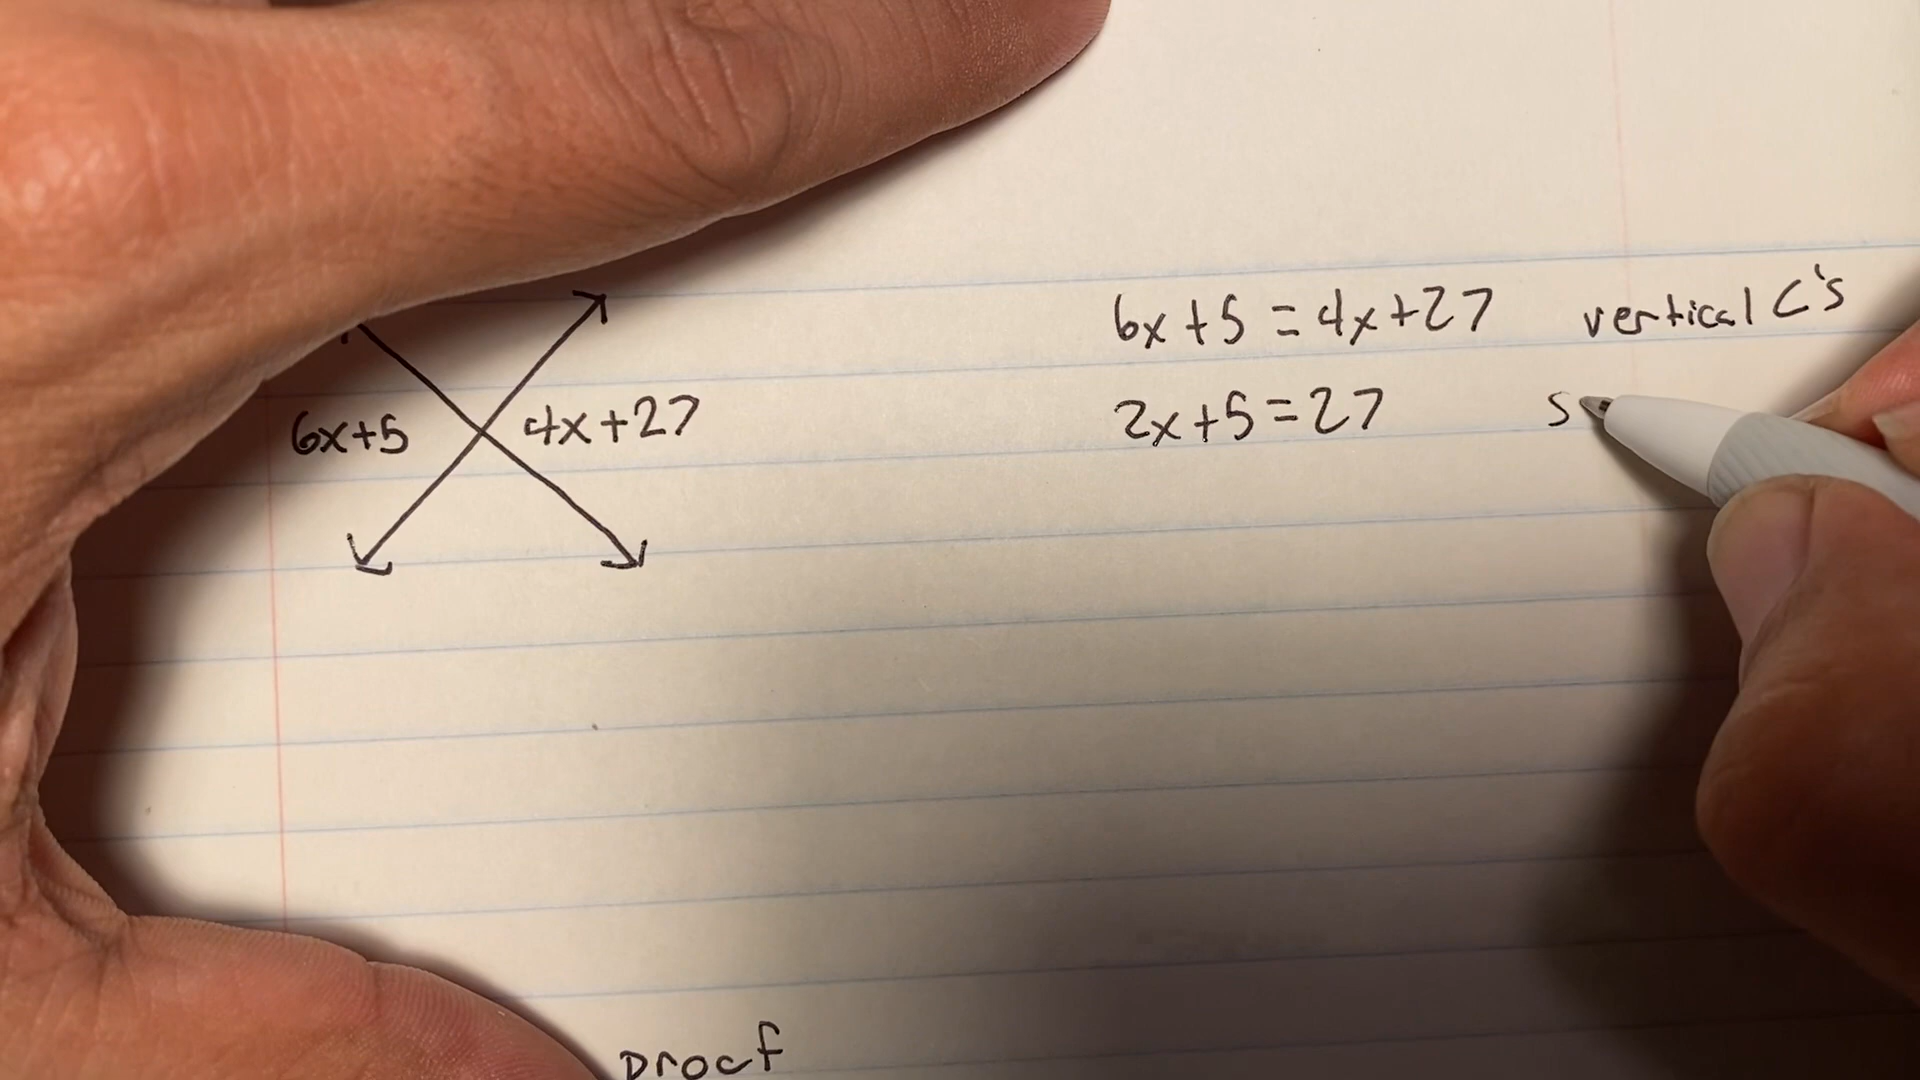 6x+5 = 4x+27 vertical <'s
6x+5 4x+27
2x+5=27 s
proof